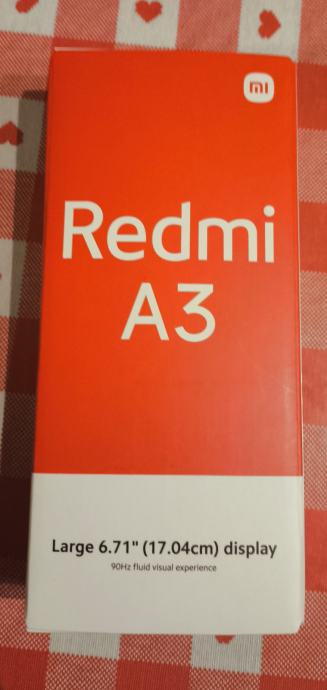 mi
Redmi
A3
Large 6.71" (17.04cm) display
90Hz fluid visual experience